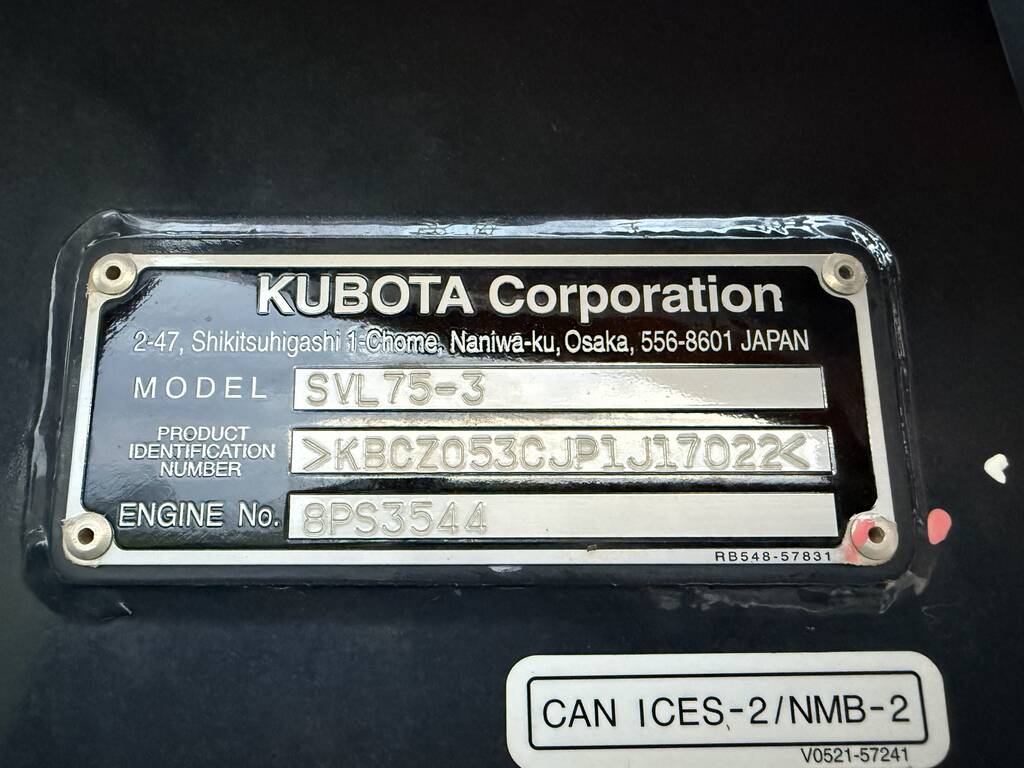 KUBOTA Corporation
2-47, Shikitsuhigashi 1-Chome, Naniwa-ku, Osaka, 556-8601 JAPAN
MODEL SVL75-3
PRODUCT
IDENTIFICATION
NUMBER
>KBCZ053CJP1J17022<
ENGINE No. 8PS3544
RB548-57831
CAN ICES-2/NMB-2
V0521-57241